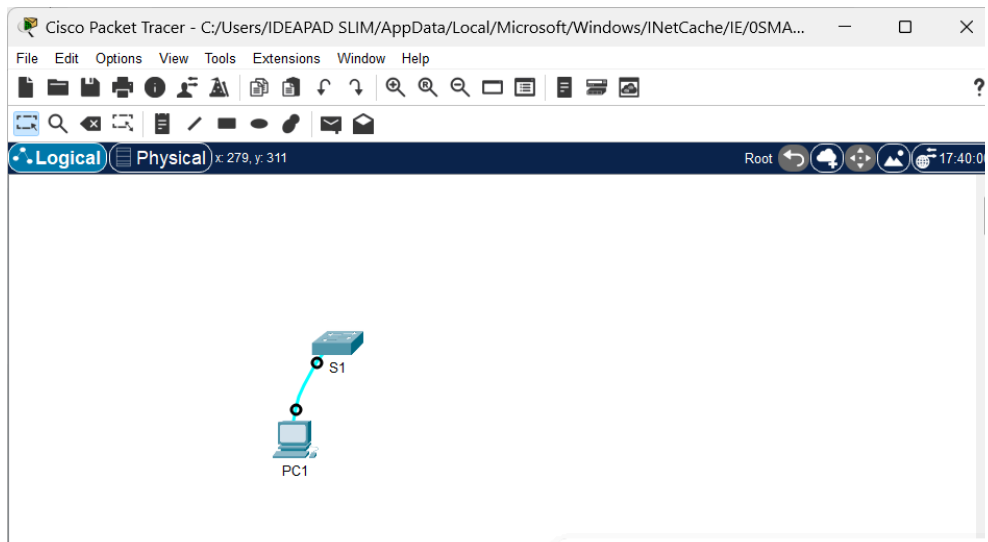 Cisco Packet Tracer - C:/Users/IDEAPAD SLIM/AppData/Local/Microsoft/Windows/INetCache/IE/0SMA...
File Edit Options View Tools Extensions Window Help
?
Logical Physical x: 279, y: 311 Root 17:40:0
S1
PC1